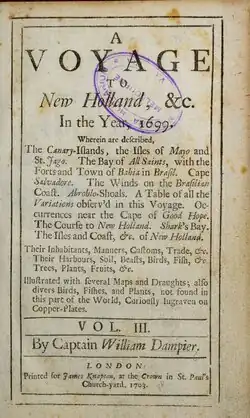 A
VOYAGE
TO
New Holland, &c.
In the Year, 1699.
Wherein are described,
The Canary-Islands, the Isles of Mayo and
St. Jago. The Bay of All Saints, with the
Forts and Town of Bahia in Brasil. Cape
Salvadore. The Winds on the Brasilian
Coast. Abrohlo-Shoals. A Table of all the
Variations observ'd in this Voyage. Oc-
currences near the Cape of Good Hope.
The Course to New Holland. Shark's Bay.
The Isles and Coast, &c. of New Holland.
Their Inhabitants, Manners, Customs, Trade, &c.
Their Harbours, Soil, Beasts, Birds, Fish, &c.
Trees, Plants, Fruits, &c.
Illustrated with several Maps and Draughts; also
divers Birds, Fishes, and Plants, not found in
this part of the World, Curiously Ingraven on
Copper-Plates.
VOL. III.
By Captain William Dampier.
LONDON:
Printed for James Knapton, at the Crown in St. Paul's
Church-yard, 1703.